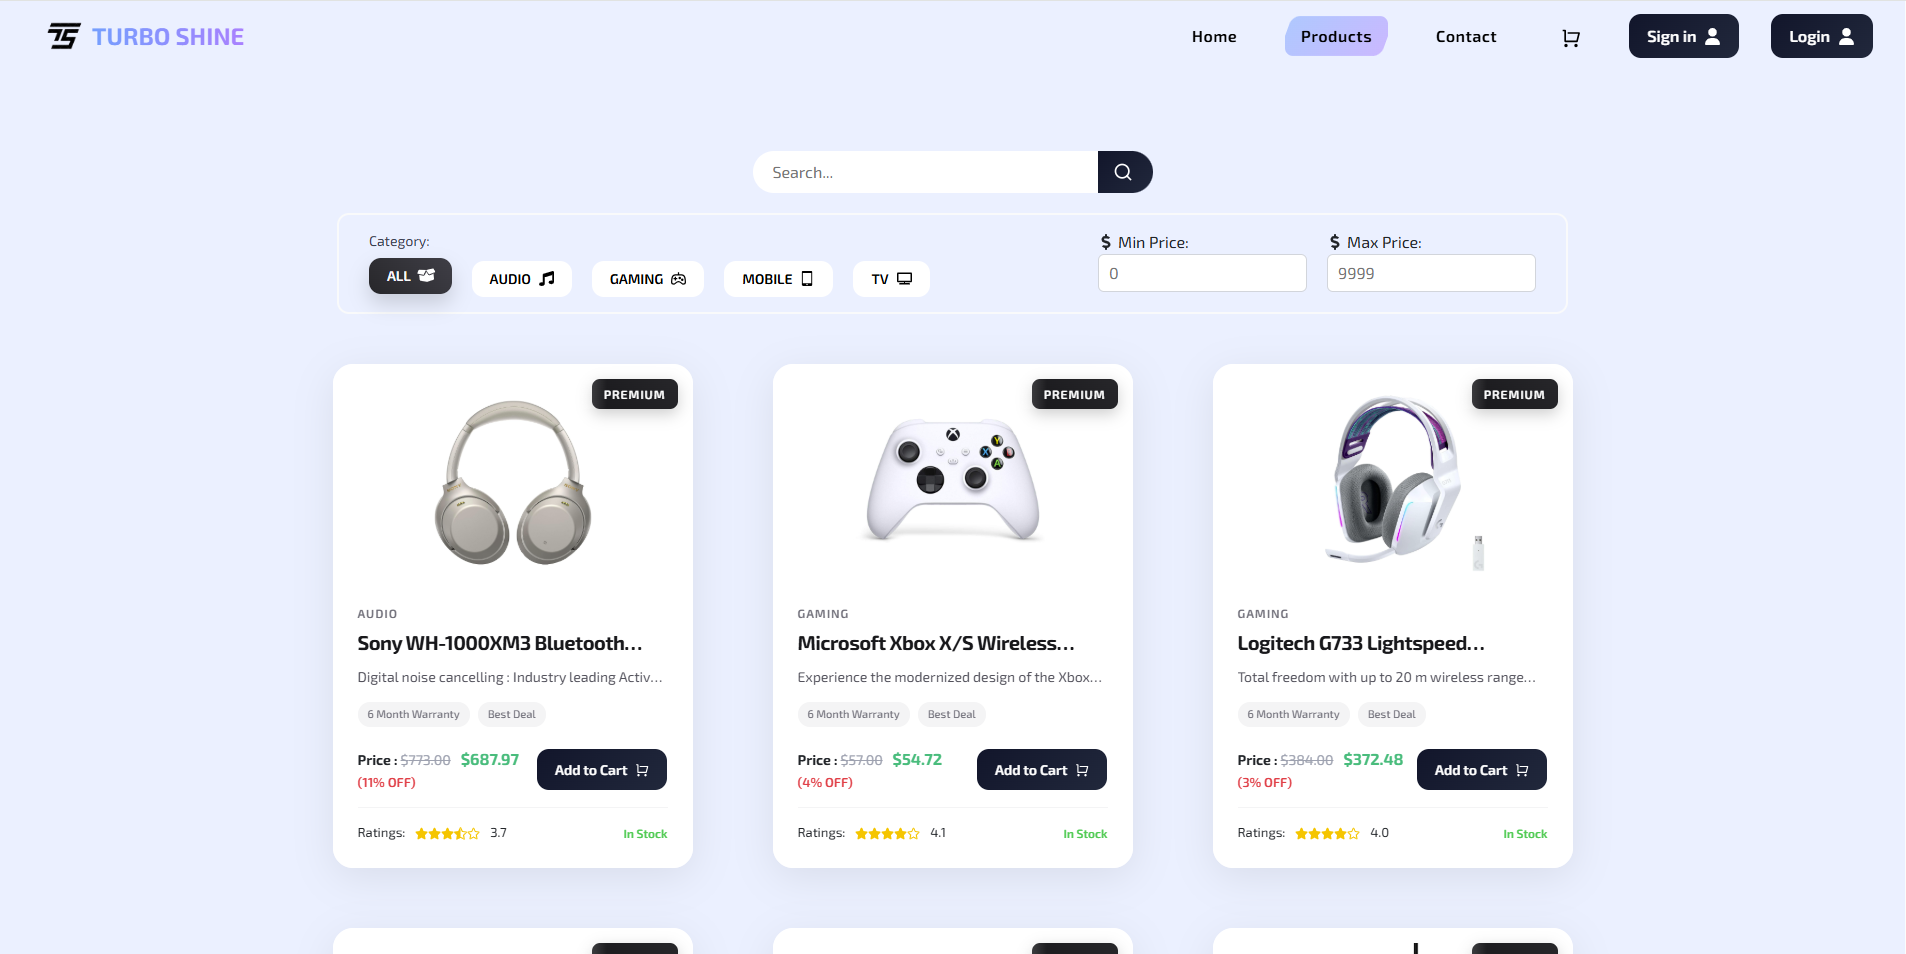 TURBO SHINE
Home Products Contact Sign in Login
Search...
Category:
ALL AUDIO GAMING MOBILE TV
$ Min Price: $ Max Price:
0 9999
PREMIUM
AUDIO
Sony WH-1000XM3 Bluetooth...
Digital noise cancelling : Industry leading Activ...
6 Month Warranty Best Deal
Price : $773.00 $687.97
(11% OFF)
Add to Cart
Ratings: 3.7 In Stock
PREMIUM
GAMING
Microsoft Xbox X/S Wireless...
Experience the modernized design of the Xbox...
6 Month Warranty Best Deal
Price : $57.00 $54.72
(4% OFF)
Add to Cart
Ratings: 4.1 In Stock
PREMIUM
GAMING
Logitech G733 Lightspeed...
Total freedom with up to 20 m wireless range...
6 Month Warranty Best Deal
Price : $384.00 $372.48
(3% OFF)
Add to Cart
Ratings: 4.0 In Stock